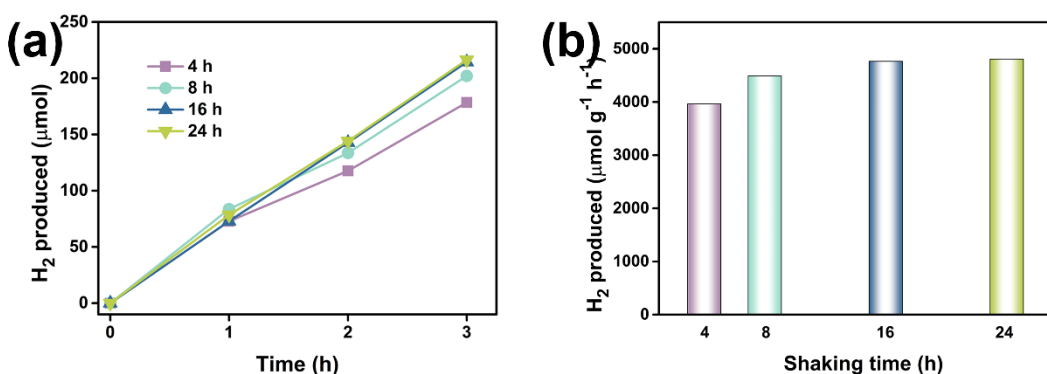 (a)
H₂ produced (μmol)
250
200
150
100
50
0
4 h
8 h
16 h
24 h
0 1 2 3
Time (h)
(b)
H₂ produced (μmol g⁻¹ h⁻¹)
5000
4000
3000
2000
1000
0
4 8 16 24
Shaking time (h)